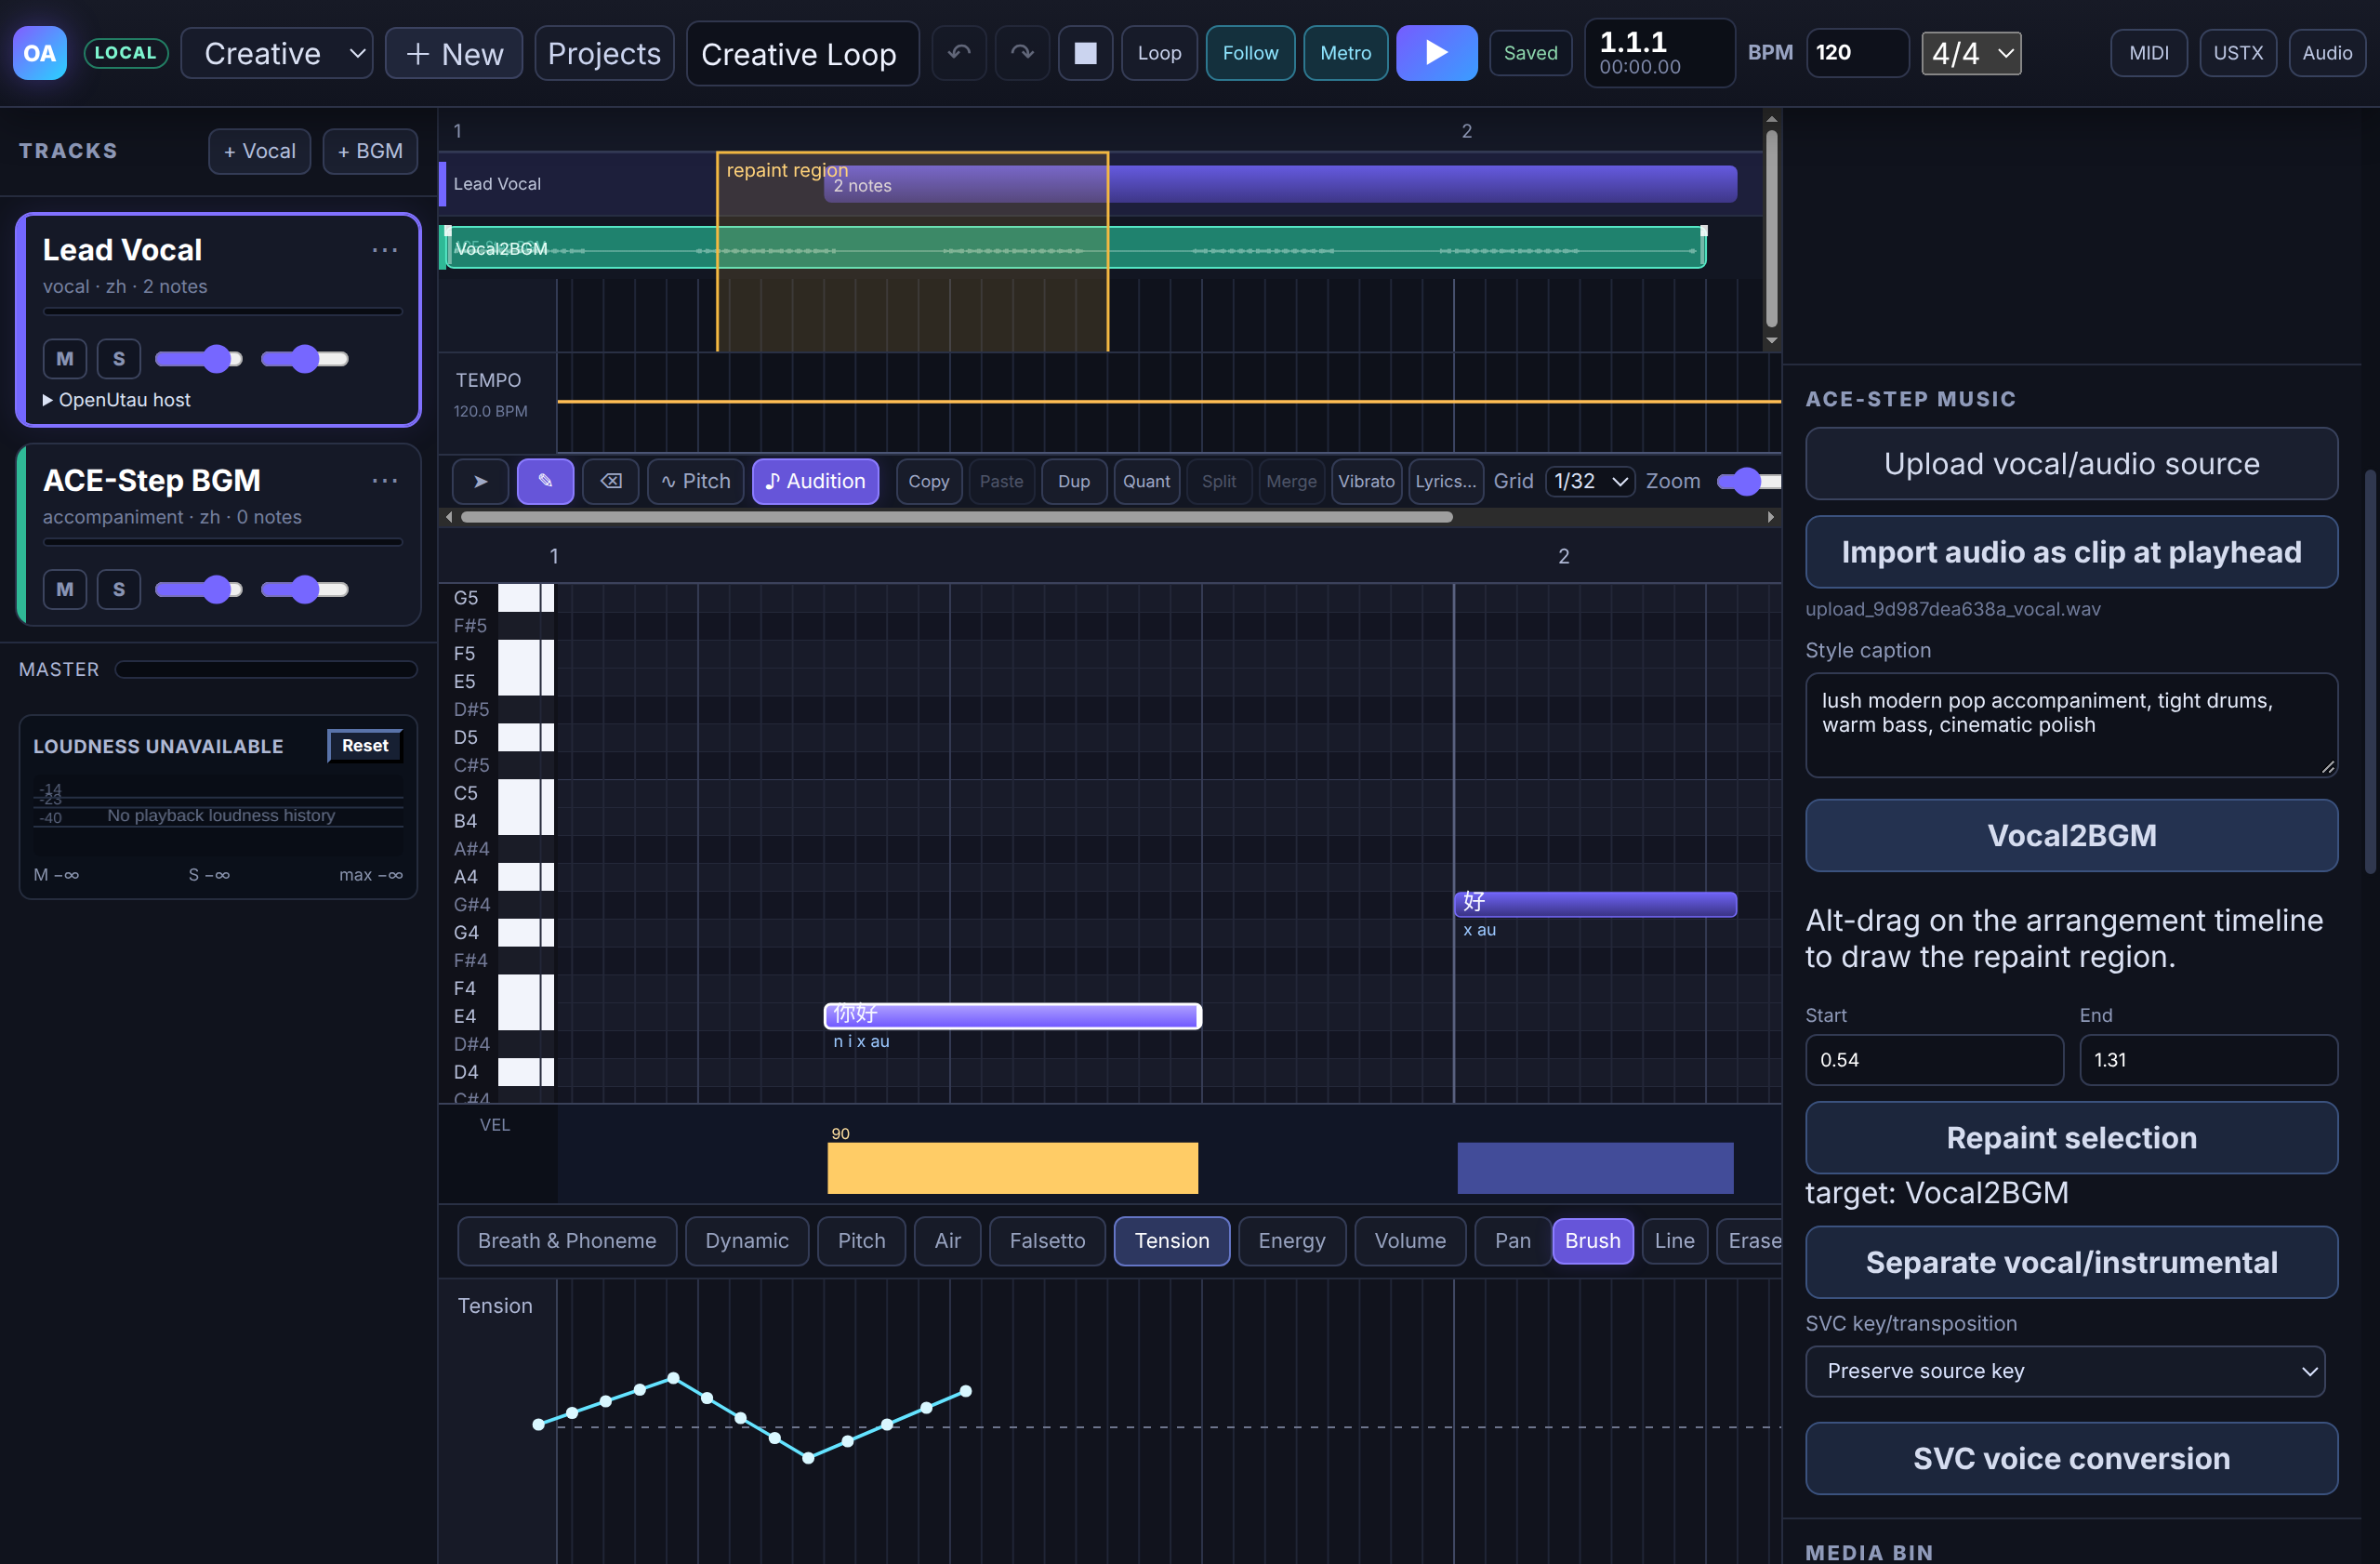 OA
LOCAL
Creative
+ New
Projects
Creative Loop
Loop
Follow
Metro
Saved
1.1.1
00:00.00
BPM
120
4/4
MIDI
USTX
Audio
TRACKS
+ Vocal
+ BGM
Lead Vocal
vocal · zh · 2 notes
M
S
OpenUtau host
ACE-Step BGM
accompaniment · zh · 0 notes
M
S
MASTER
LOUDNESS UNAVAILABLE
Reset
-14
-23
-40
No playback loudness history
M -∞
S -∞
max -∞
1
2
Lead Vocal
repaint region
2 notes
Vocal2BGM
TEMPO
120.0 BPM
Pitch
Audition
Copy
Paste
Dup
Quant
Split
Merge
Vibrato
Lyrics...
Grid
1/32
Zoom
1
2
G5
F#5
F5
E5
D#5
D5
C#5
C5
B4
A#4
A4
G#4
G4
F#4
F4
E4
D#4
D4
C#4
好
x au
你好
n i x au
VEL
90
Breath & Phoneme
Dynamic
Pitch
Air
Falsetto
Tension
Energy
Volume
Pan
Brush
Line
Erase
Tension
ACE-STEP MUSIC
Upload vocal/audio source
Import audio as clip at playhead
upload_9d987dea638a_vocal.wav
Style caption
lush modern pop accompaniment, tight drums,
warm bass, cinematic polish
Vocal2BGM
Alt-drag on the arrangement timeline
to draw the repaint region.
Start
End
0.54
1.31
Repaint selection
target: Vocal2BGM
Separate vocal/instrumental
SVC key/transposition
Preserve source key
SVC voice conversion
MEDIA BIN